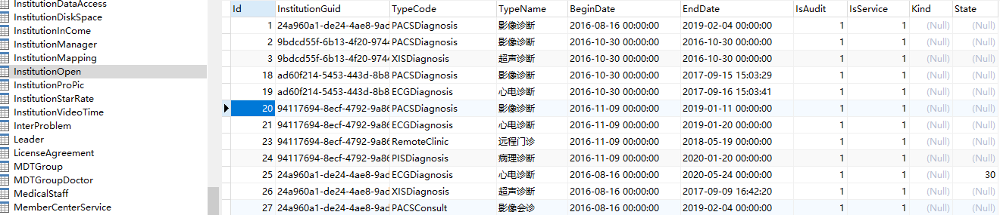 InstitutionDataAccess
InstitutionDiskSpace
InstitutionInCome
InstitutionManager
InstitutionMapping
InstitutionOpen
InstitutionProPic
InstitutionStarRate
InstitutionVideoTime
InterProblem
Leader
LicenseAgreement
MDTGroup
MDTGroupDoctor
MedicalStaff
MemberCenterService
Id InstitutionGuid TypeCode TypeName BeginDate EndDate IsAudit IsService Kind State
1 24a960a1-de24-4ae8-9ad PACSDiagnosis 影像诊断 2016-08-16 00:00:00 2019-02-04 00:00:00 1 1 (Null) (Null)
2 9bdcd55f-6b13-4f20-974 PACSDiagnosis 影像诊断 2016-10-30 00:00:00 2016-10-30 00:00:00 1 1 (Null) (Null)
3 9bdcd55f-6b13-4f20-974 XISDiagnosis 超声诊断 2016-10-30 00:00:00 2016-10-30 00:00:00 1 1 (Null) (Null)
18 ad60f214-5453-443d-8b8 PACSDiagnosis 影像诊断 2016-10-30 00:00:00 2017-09-15 15:03:29 1 1 (Null) (Null)
19 ad60f214-5453-443d-8b8 ECGDiagnosis 心电诊断 2016-10-30 00:00:00 2017-09-16 15:03:41 1 1 (Null) (Null)
20 94117694-8ecf-4792-9a86 PACSDiagnosis 影像诊断 2016-11-09 00:00:00 2019-01-11 00:00:00 1 1 (Null) (Null)
21 94117694-8ecf-4792-9a86 ECGDiagnosis 心电诊断 2016-11-09 00:00:00 2019-01-20 00:00:00 1 1 (Null) (Null)
23 94117694-8ecf-4792-9a86 RemoteClinic 远程门诊 2016-11-09 00:00:00 2018-05-19 00:00:00 1 1 (Null) (Null)
24 94117694-8ecf-4792-9a86 PISDiagnosis 病理诊断 2016-11-09 00:00:00 2020-01-20 00:00:00 1 1 (Null) (Null)
25 24a960a1-de24-4ae8-9ad ECGDiagnosis 心电诊断 2016-08-16 00:00:00 2020-05-24 00:00:00 1 1 (Null) 30
26 24a960a1-de24-4ae8-9ad XISDiagnosis 超声诊断 2016-08-16 00:00:00 2017-09-09 16:42:20 1 1 (Null) (Null)
27 24a960a1-de24-4ae8-9ad PACSConsult 影像会诊 2016-08-16 00:00:00 2019-02-04 00:00:00 1 1 (Null) (Null)